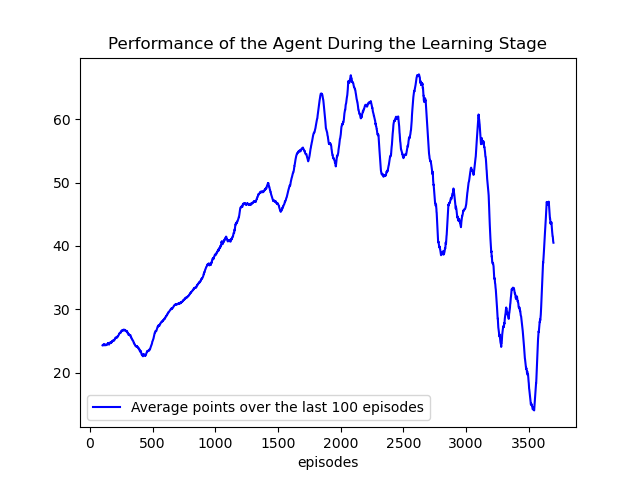 Performance of the Agent During the Learning Stage
60
50
40
30
20
Average points over the last 100 episodes
0 500 1000 1500 2000 2500 3000 3500
episodes